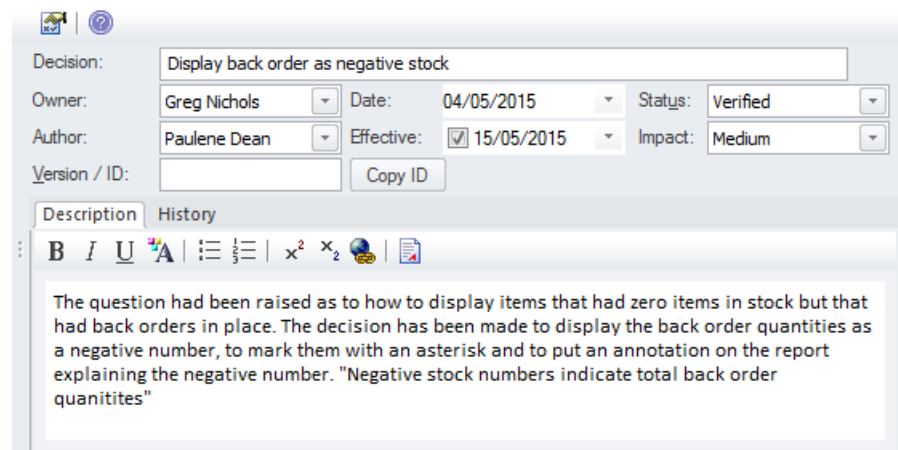 Decision: Display back order as negative stock
Owner: Greg Nichols Date: 04/05/2015 Status: Verified
Author: Paulene Dean Effective: 15/05/2015 Impact: Medium
Version / ID: Copy ID
Description History
B I U A x² ×₂
The question had been raised as to how to display items that had zero items in stock but that
had back orders in place. The decision has been made to display the back order quantities as
a negative number, to mark them with an asterisk and to put an annotation on the report
explaining the negative number. "Negative stock numbers indicate total back order
quanitites"